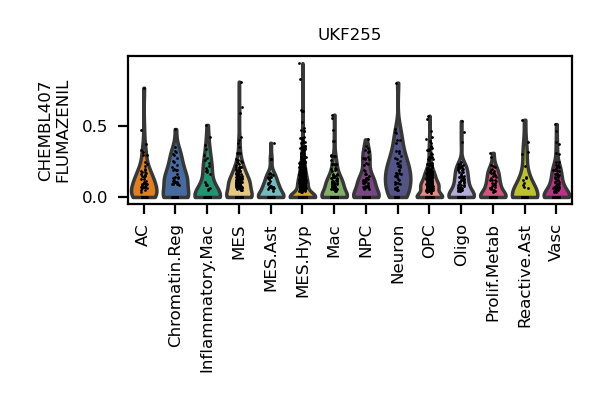 UKF255
CHEMBL407
FLUMAZENIL
0.5
0.0
AC
Chromatin.Reg
Inflammatory.Mac
MES
MES.Ast
MES.Hyp
Mac
NPC
Neuron
OPC
Oligo
Prolif.Metab
Reactive.Ast
Vasc